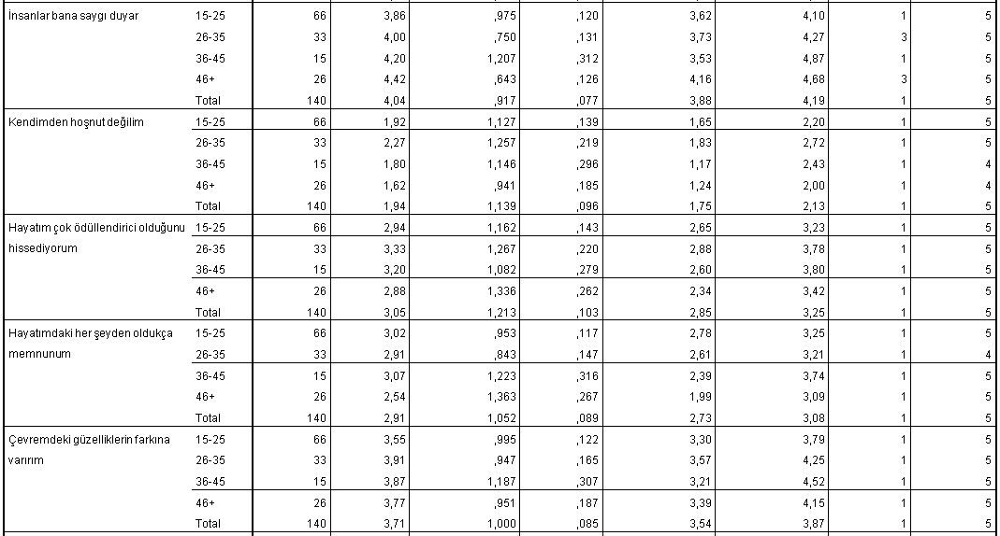 İnsanlar bana saygı duyar 15-25 66 3,86 ,975 ,120 3,62 4,10 1 5
26-35 33 4,00 ,750 ,131 3,73 4,27 3 5
36-45 15 4,20 1,207 ,312 3,53 4,87 1 5
46+ 26 4,42 ,643 ,126 4,16 4,68 3 5
Total 140 4,04 ,917 ,077 3,88 4,19 1 5
Kendimden hoşnut değilim 15-25 66 1,92 1,127 ,139 1,65 2,20 1 5
26-35 33 2,27 1,257 ,219 1,83 2,72 1 5
36-45 15 1,80 1,146 ,296 1,17 2,43 1 4
46+ 26 1,62 ,941 ,185 1,24 2,00 1 4
Total 140 1,94 1,139 ,096 1,75 2,13 1 5
Hayatım çok ödüllendirici olduğunu 15-25 66 2,94 1,162 ,143 2,65 3,23 1 5
hissediyorum 26-35 33 3,33 1,267 ,220 2,88 3,78 1 5
36-45 15 3,20 1,082 ,279 2,60 3,80 1 5
46+ 26 2,88 1,336 ,262 2,34 3,42 1 5
Total 140 3,05 1,213 ,103 2,85 3,25 1 5
Hayatımdaki her şeyden oldukça 15-25 66 3,02 ,953 ,117 2,78 3,25 1 5
memnunum 26-35 33 2,91 ,843 ,147 2,61 3,21 1 4
36-45 15 3,07 1,223 ,316 2,39 3,74 1 5
46+ 26 2,54 1,363 ,267 1,99 3,09 1 5
Total 140 2,91 1,052 ,089 2,73 3,08 1 5
Çevremdeki güzelliklerin farkına 15-25 66 3,55 ,995 ,122 3,30 3,79 1 5
varırım 26-35 33 3,91 ,947 ,165 3,57 4,25 1 5
36-45 15 3,87 1,187 ,307 3,21 4,52 1 5
46+ 26 3,77 ,951 ,187 3,39 4,15 1 5
Total 140 3,71 1,000 ,085 3,54 3,87 1 5